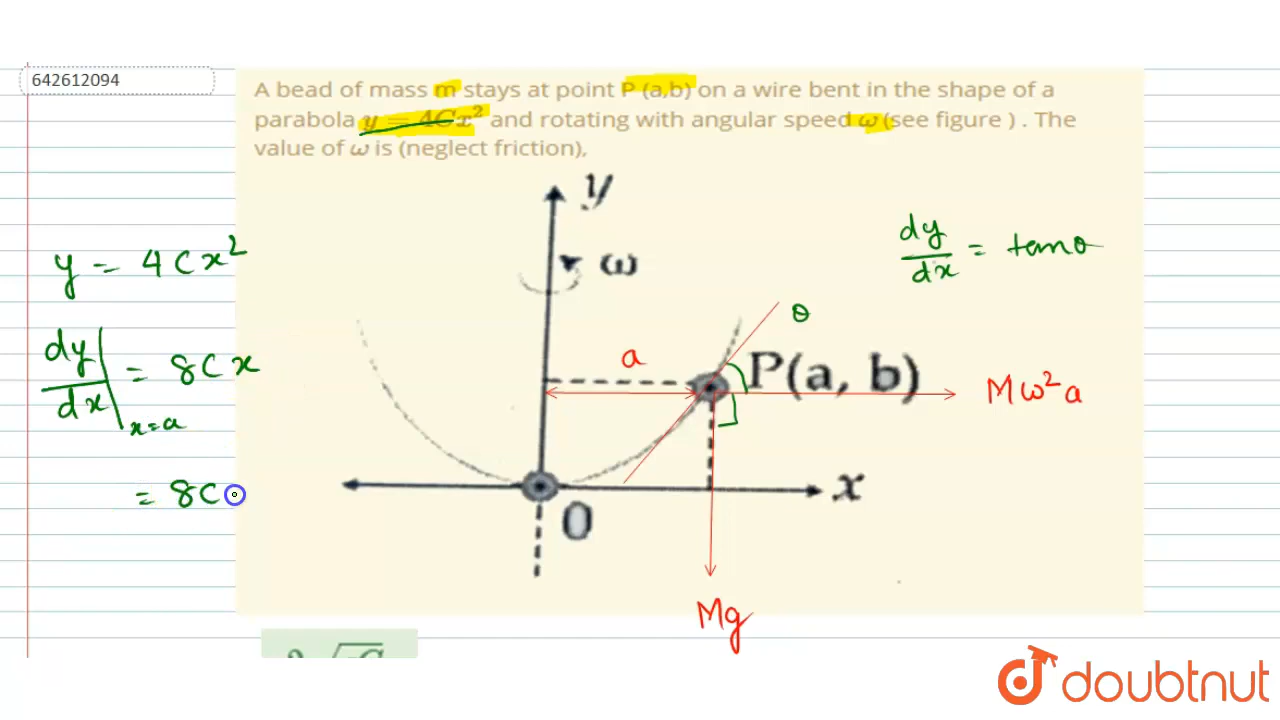 642612094
A bead of mass m stays at point P (a,b) on a wire bent in the shape of a
parabola y = 4Cx² and rotating with angular speed ω (see figure ) . The
value of ω is (neglect friction),
y
ω
y = 4Cx²
dy/dx = tanθ
θ
a
P(a, b)
Mω²a
dy/dx|x=a = 8Cx
= 8C
x
0
Mg
doubtnut